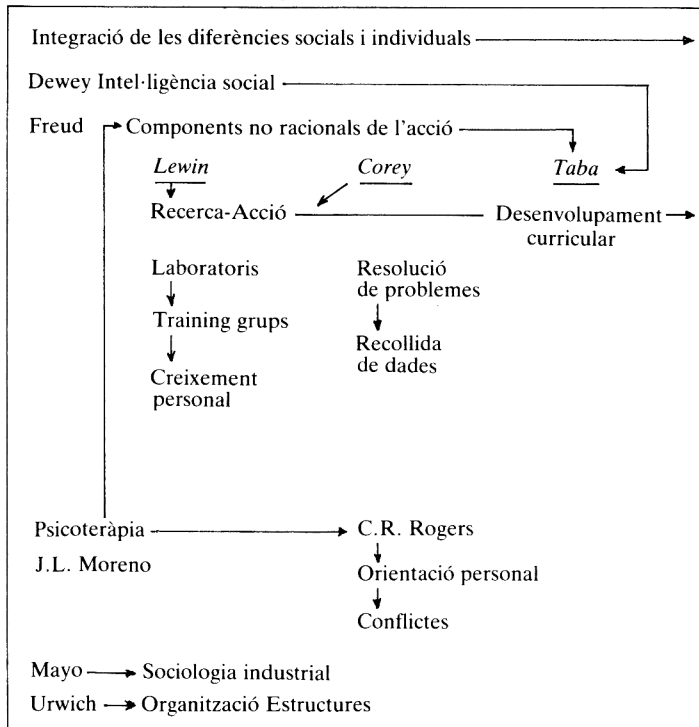 Integració de les diferències socials i individuals
Dewey Intel·ligència social
Freud Components no racionals de l'acció
Lewin Corey Taba
Recerca-Acció Desenvolupament
curricular
Laboratoris Resolució
de problemes
Training grups
Recollida
de dades
Creixement
personal
Psicoteràpia C.R. Rogers
J.L. Moreno
Orientació personal
Conflictes
Mayo Sociologia industrial
Urwich Organització Estructures